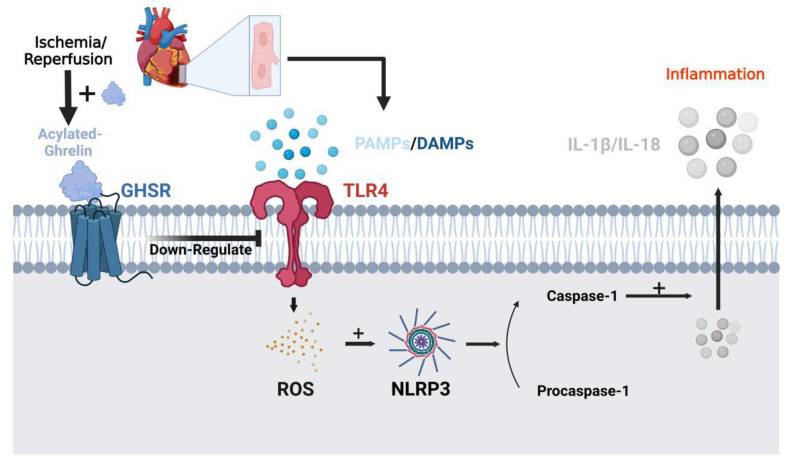 Ischemia/
Reperfusion
+
Acylated-
Ghrelin
GHSR
PAMPs/DAMPs
TLR4
IL-1β/IL-18
Inflammation
Down-Regulate
ROS
+
NLRP3
Caspase-1
+
Procaspase-1